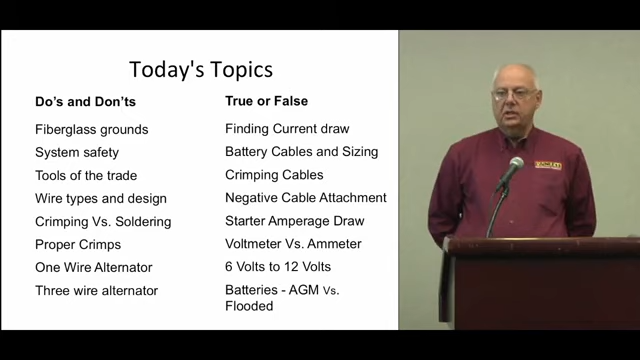 Today's Topics
Do's and Don'ts
Fiberglass grounds
System safety
Tools of the trade
Wire types and design
Crimping Vs. Soldering
Proper Crimps
One Wire Alternator
Three wire alternator
True or False
Finding Current draw
Battery Cables and Sizing
Crimping Cables
Negative Cable Attachment
Starter Amperage Draw
Voltmeter Vs. Ammeter
6 Volts to 12 Volts
Batteries - AGM Vs.
Flooded